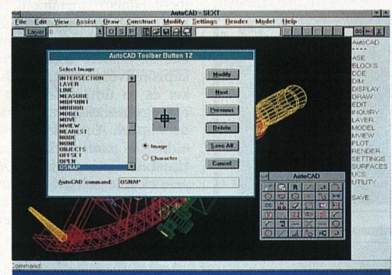 AutoCAD - SEXT
File Edit View Assist Draw Construct Modify Settings Render Model Help
Layer 0
O S P
AutoCAD Toolbar Button 12
Select Image:
INTERSECTION
LAYER
LINE
MEASURE
MIDPOINT
MIRROR
MODEL
MOVE
MVIEW
NEAREST
NODE
NONE
OBJECTS
OFFSET
OPEN
OSNAP
Image
Character
Modify
Next..
Previous
Delete
Save All
Cancel
AutoCAD command: OSNAP
AutoCAD
****
ASE
BLOCKS
DDE
DIM:
DISPLAY
DRAW
EDIT
INQUIRY
LAYER...
MODEL
MVIEW
PLOT...
RENDER
SETTINGS
SURFACES
UCS:
UTILITY
SAVE:
AutoCAD
R
Command: